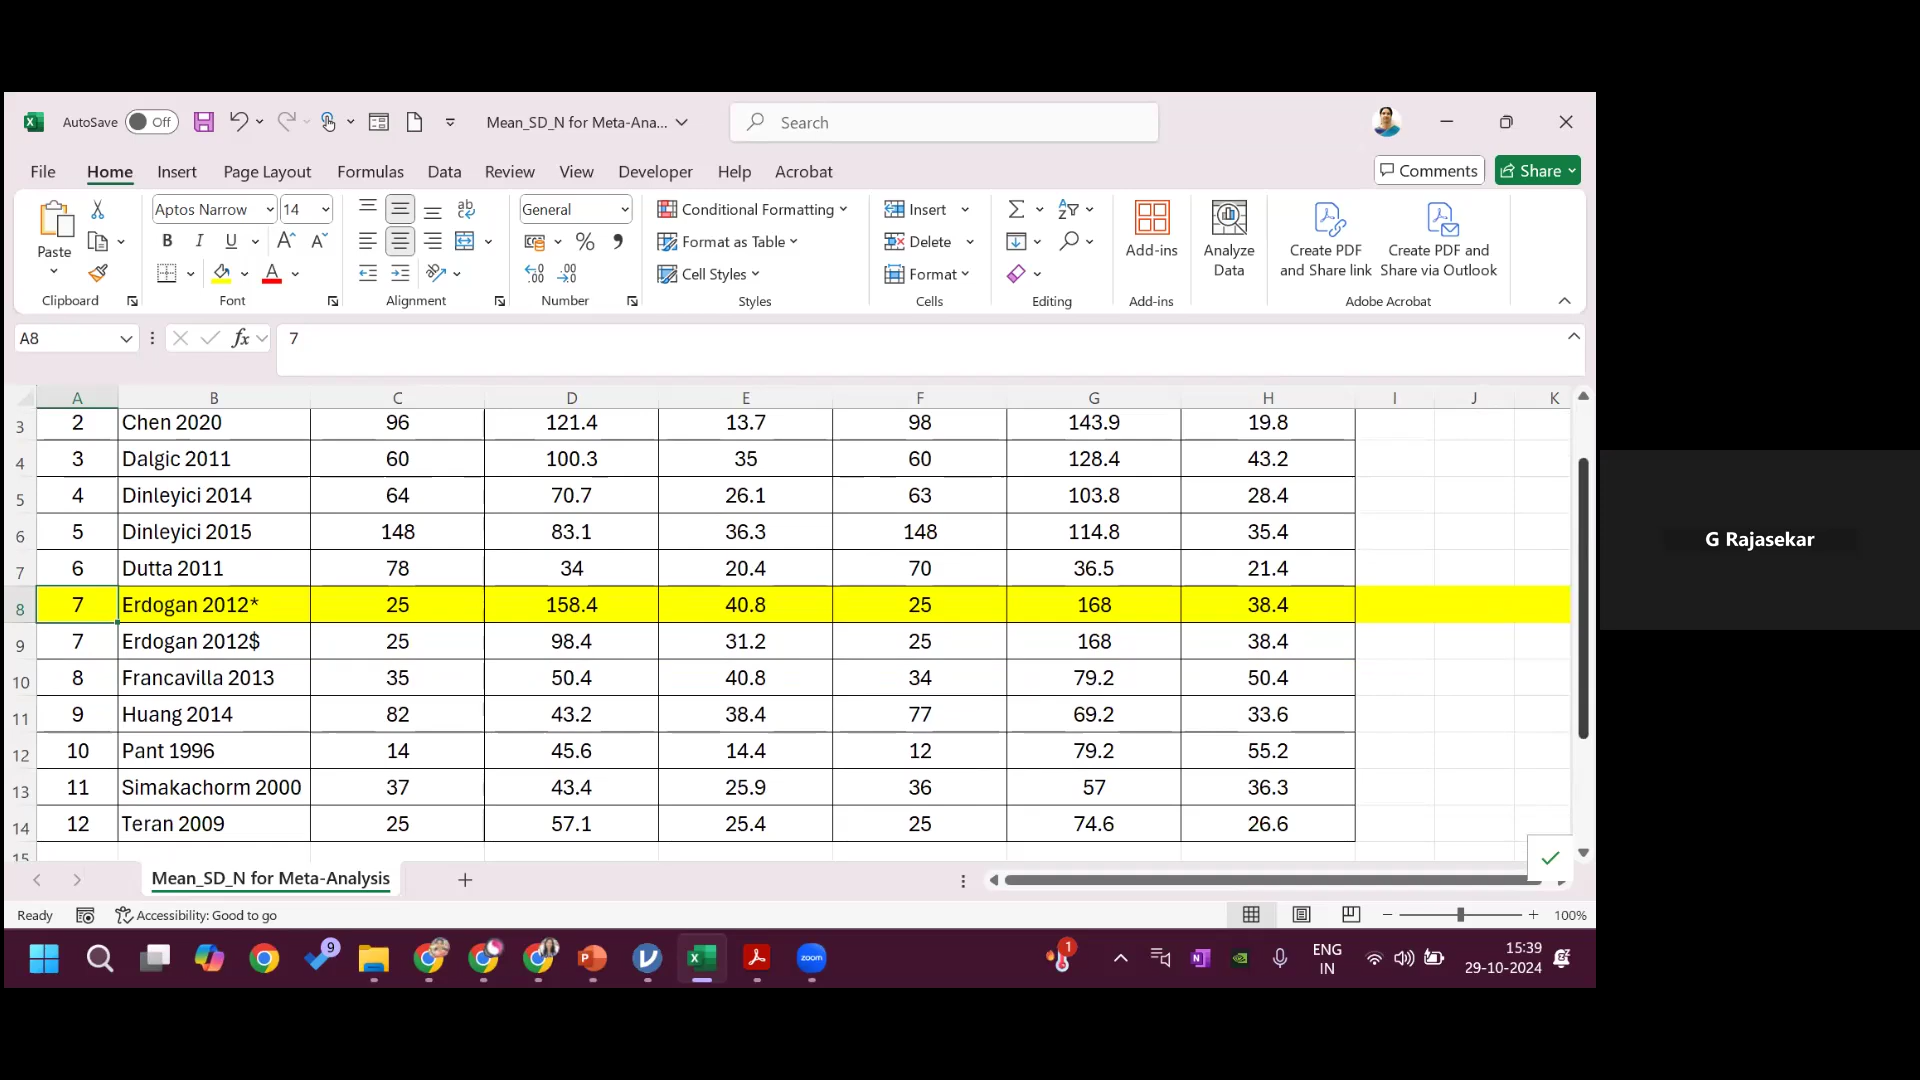 AutoSave Off Mean_SD_N for Meta-Ana... Search
File Home Insert Page Layout Formulas Data Review View Developer Help Acrobat Comments Share
Paste
Clipboard
Aptos Narrow 14
B I U A A
A
Font
ab
Alignment
General
% ,
Number
Conditional Formatting
Format as Table
Cell Styles
Styles
Insert
Delete
Format
Cells
Editing
Add-ins
Add-ins
Analyze
Data
Create PDF
and Share link
Create PDF and
Share via Outlook
Adobe Acrobat
A8 fx 7
A B C D E F G H I J K
3 2 Chen 2020 96 121.4 13.7 98 143.9 19.8
4 3 Dalgic 2011 60 100.3 35 60 128.4 43.2
5 4 Dinleyici 2014 64 70.7 26.1 63 103.8 28.4
6 5 Dinleyici 2015 148 83.1 36.3 148 114.8 35.4
7 6 Dutta 2011 78 34 20.4 70 36.5 21.4
8 7 Erdogan 2012* 25 158.4 40.8 25 168 38.4
9 7 Erdogan 2012$ 25 98.4 31.2 25 168 38.4
10 8 Francavilla 2013 35 50.4 40.8 34 79.2 50.4
11 9 Huang 2014 82 43.2 38.4 77 69.2 33.6
12 10 Pant 1996 14 45.6 14.4 12 79.2 55.2
13 11 Simakachorm 2000 37 43.4 25.9 36 57 36.3
14 12 Teran 2009 25 57.1 25.4 25 74.6 26.6
15
Mean_SD_N for Meta-Analysis
Ready Accessibility: Good to go 100%
9 zoom 1 ENG
IN
15:39
29-10-2024
G Rajasekar